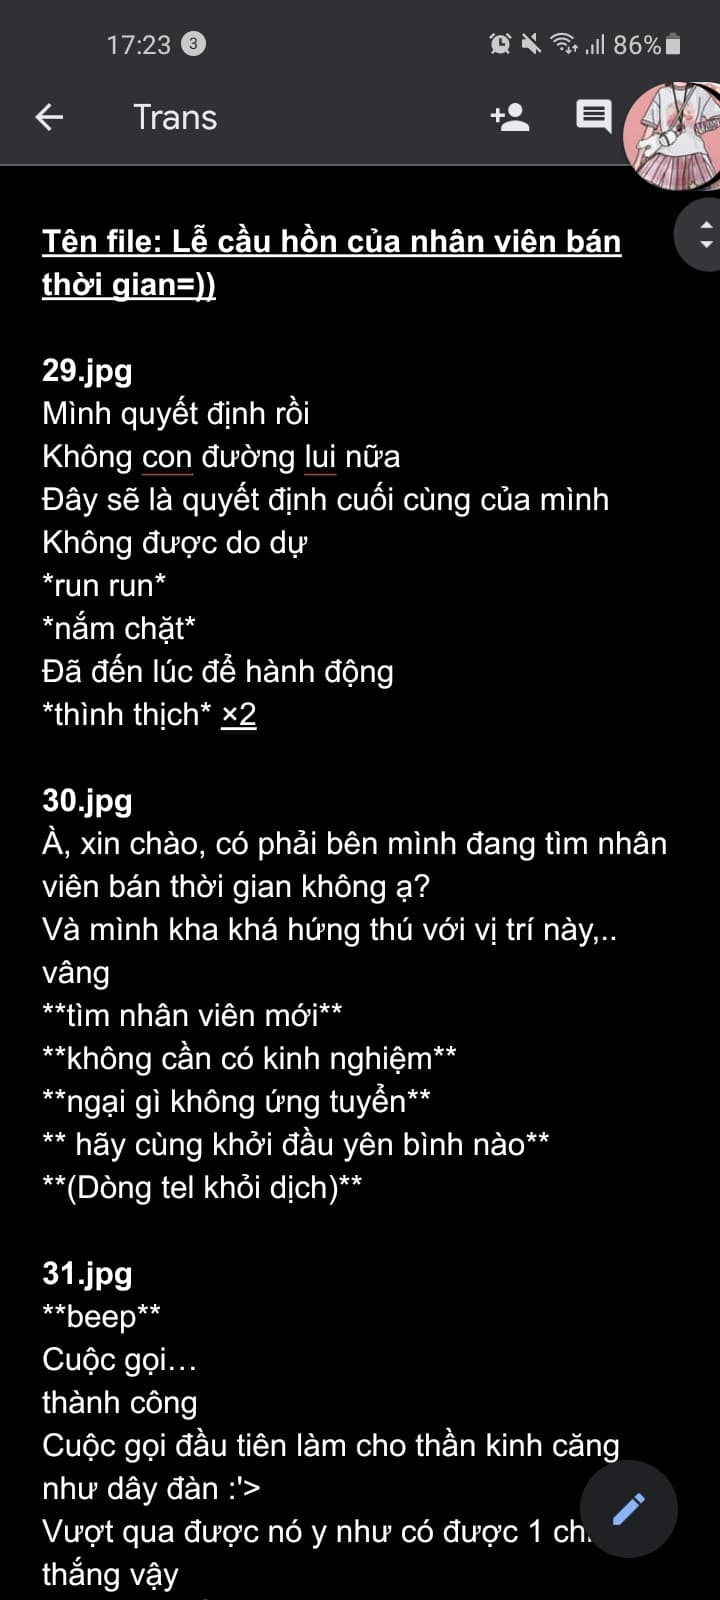 17:23 3 86%
Trans
Tên file: Lễ cầu hồn của nhân viên bán
thời gian=))
29.jpg
Mình quyết định rồi
Không con đường lui nữa
Đây sẽ là quyết định cuối cùng của mình
Không được do dự
*run run*
*nắm chặt*
Đã đến lúc để hành động
*thình thịch* ×2
30.jpg
À, xin chào, có phải bên mình đang tìm nhân
viên bán thời gian không ạ?
Và mình kha khá hứng thú với vị trí này,..
vâng
**tìm nhân viên mới**
**không cần có kinh nghiệm**
**ngại gì không ứng tuyển**
** hãy cùng khởi đầu yên bình nào**
**(Dòng tel khỏi dịch)**
31.jpg
**beep**
Cuộc gọi...
thành công
Cuộc gọi đầu tiên làm cho thần kinh căng
như dây đàn :'>
Vượt qua được nó y như có được 1
thắng vậy